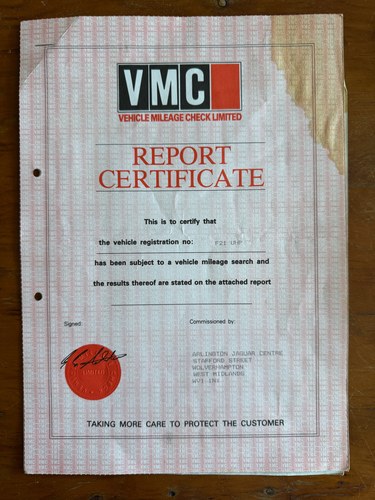 VMC
VEHICLE MILEAGE CHECK LIMITED
REPORT
CERTIFICATE
This is to certify that
the vehicle registration no:
has been subject to a vehicle mileage search and
the results thereof are stated on the attached report
Signed:
Commissioned by:
ARLINGTON JAGUAR CENTRE
STAFFORD STREET
WOLVERHAMPTON
WEST MIDLANDS
TAKING MORE CARE TO PROTECT THE CUSTOMER